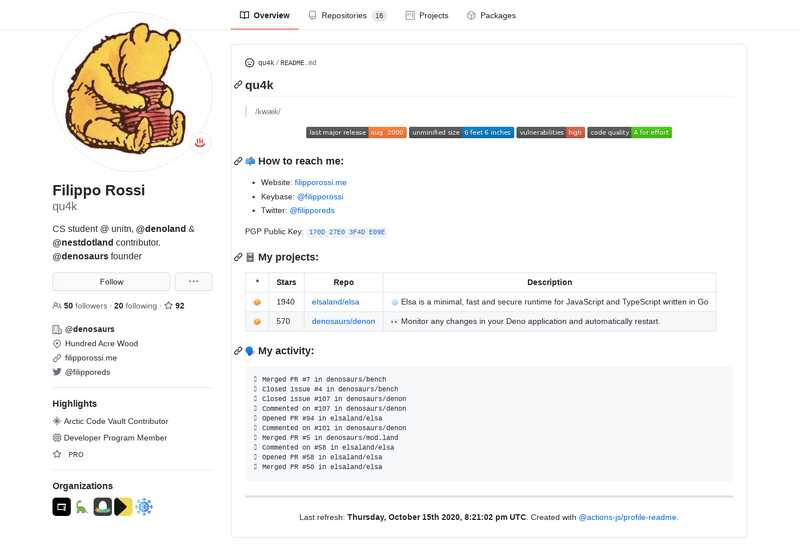 Overview
Repositories 16
Projects
Packages
Filippo Rossi
qu4k
CS student @ unitn, @denoland &
@nestdotland contributor.
@denosaurs founder
Follow
50 followers · 20 following · 92
@denosaurs
Hundred Acre Wood
filipporossi.me
@filipporeds
Highlights
Arctic Code Vault Contributor
Developer Program Member
PRO
Organizations
qu4k / README.md
qu4k
/kwæk/
last major release aug 2000 unminified size 6 feet 6 inches vulnerabilities high code quality A for effort
How to reach me:
• Website: filipporossi.me
• Keybase: @filipporossi
• Twitter: @filipporeds
PGP Public Key: 170D 27E0 3F4D E09E
My projects:
* Stars Repo Description
1940 elsaland/elsa Elsa is a minimal, fast and secure runtime for JavaScript and TypeScript written in Go
570 denosaurs/denon Monitor any changes in your Deno application and automatically restart.
My activity:
Merged PR #7 in denosaurs/bench
Closed issue #4 in denosaurs/bench
Closed issue #107 in denosaurs/denon
Commented on #107 in denosaurs/denon
Opened PR #94 in elsaland/elsa
Commented on #101 in denosaurs/denon
Merged PR #5 in denosaurs/mod.land
Commented on #58 in elsaland/elsa
Opened PR #58 in elsaland/elsa
Merged PR #50 in elsaland/elsa
Last refresh: Thursday, October 15th 2020, 8:21:02 pm UTC. Created with @actions-js/profile-readme.